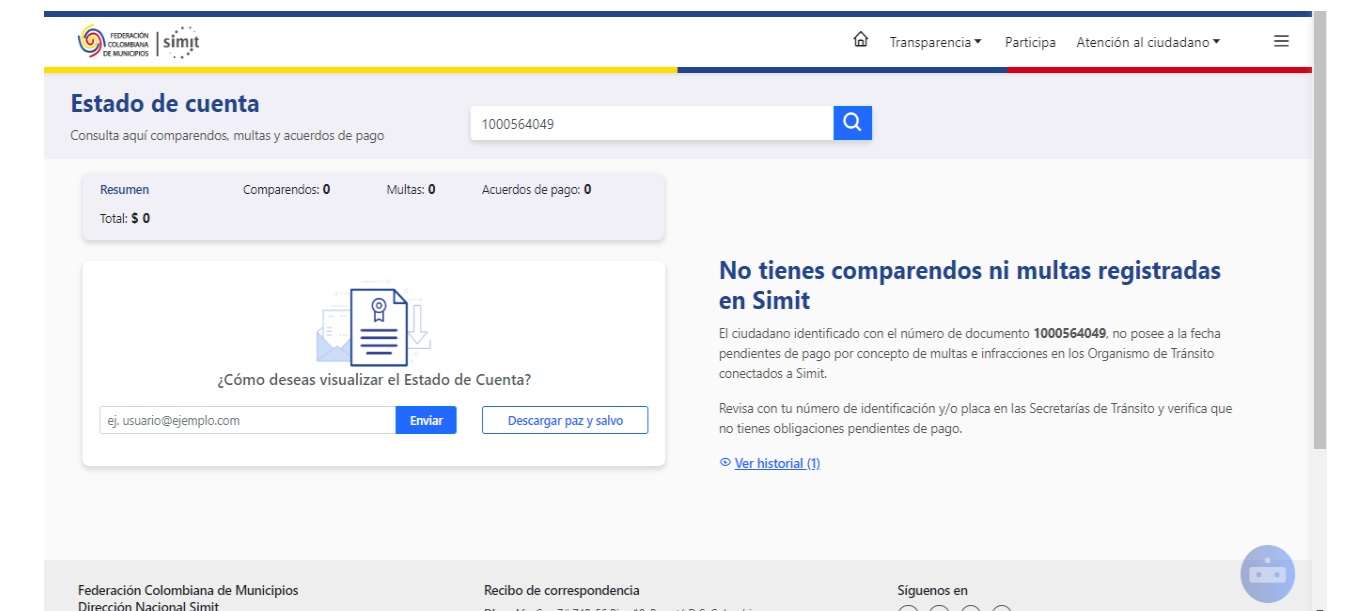 FEDERACIÓN
COLOMBIANA
DE MUNICIPIOS
simit
Transparencia
Participa
Atención al ciudadano
Estado de cuenta
Consulta aquí comparendos, multas y acuerdos de pago
1000564049
Resumen
Comparendos: 0
Multas: 0
Acuerdos de pago: 0
Total: $ 0
¿Cómo deseas visualizar el Estado de Cuenta?
ej. usuario@ejemplo.com
Enviar
Descargar paz y salvo
No tienes comparendos ni multas registradas
en Simit
El ciudadano identificado con el número de documento 1000564049, no posee a la fecha
pendientes de pago por concepto de multas e infracciones en los Organismo de Tránsito
conectados a Simit.
Revisa con tu número de identificación y/o placa en las Secretarías de Tránsito y verifica que
no tienes obligaciones pendientes de pago.
Ver historial (1)
Federación Colombiana de Municipios
Dirección Nacional Simit
Recibo de correspondencia
Síguenos en